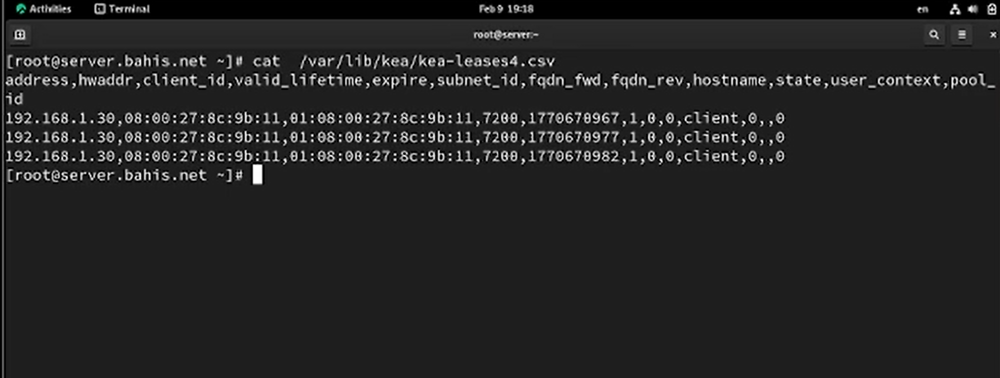 Activities Terminal Feb 9 19:18 en
root@server:~
[root@server.bahis.net ~]# cat  /var/lib/kea/kea-leases4.csv
address,hwaddr,client_id,valid_lifetime,expire,subnet_id,fqdn_fwd,fqdn_rev,hostname,state,user_context,pool_
id
192.168.1.30,08:00:27:8c:9b:11,01:08:00:27:8c:9b:11,7200,1770670967,1,0,0,client,0,,0
192.168.1.30,08:00:27:8c:9b:11,01:08:00:27:8c:9b:11,7200,1770670977,1,0,0,client,0,,0
192.168.1.30,08:00:27:8c:9b:11,01:08:00:27:8c:9b:11,7200,1770670982,1,0,0,client,0,,0
[root@server.bahis.net ~]#